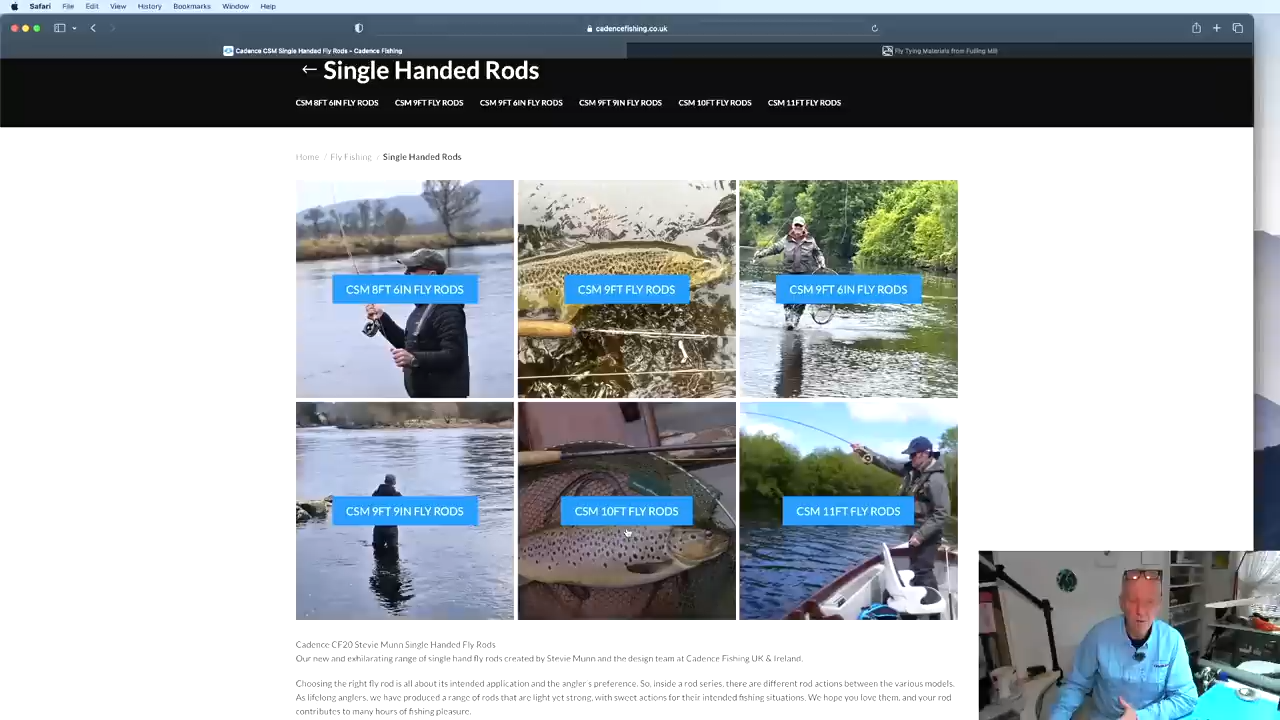 Safari File Edit View History Bookmarks Window Help
cadencefishing.co.uk
Cadence CSM Single Handed Fly Rods - Cadence Fishing
Fly Tying Materials from Fulling Mill
← Single Handed Rods
CSM 8FT 6IN FLY RODS CSM 9FT FLY RODS CSM 9FT 6IN FLY RODS CSM 9FT 9IN FLY RODS CSM 10FT FLY RODS CSM 11FT FLY RODS
Home / Fly Fishing / Single Handed Rods
CSM 8FT 6IN FLY RODS
CSM 9FT FLY RODS
CSM 9FT 6IN FLY RODS
CSM 9FT 9IN FLY RODS
CSM 10FT FLY RODS
CSM 11FT FLY RODS
Cadence CF20 Stevie Munn Single Handed Fly Rods
Our new and exhilarating range of single hand fly rods created by Stevie Munn and the design team at Cadence Fishing UK & Ireland.
Choosing the right fly rod is all about its intended application and the angler's preference. So, inside a rod series, there are different rod actions between the various models.
As lifelong anglers, we have produced a range of rods that are light yet strong, with sweet actions for their intended fishing situations. We hope you love them, and your rod
contributes to many hours of fishing pleasure.